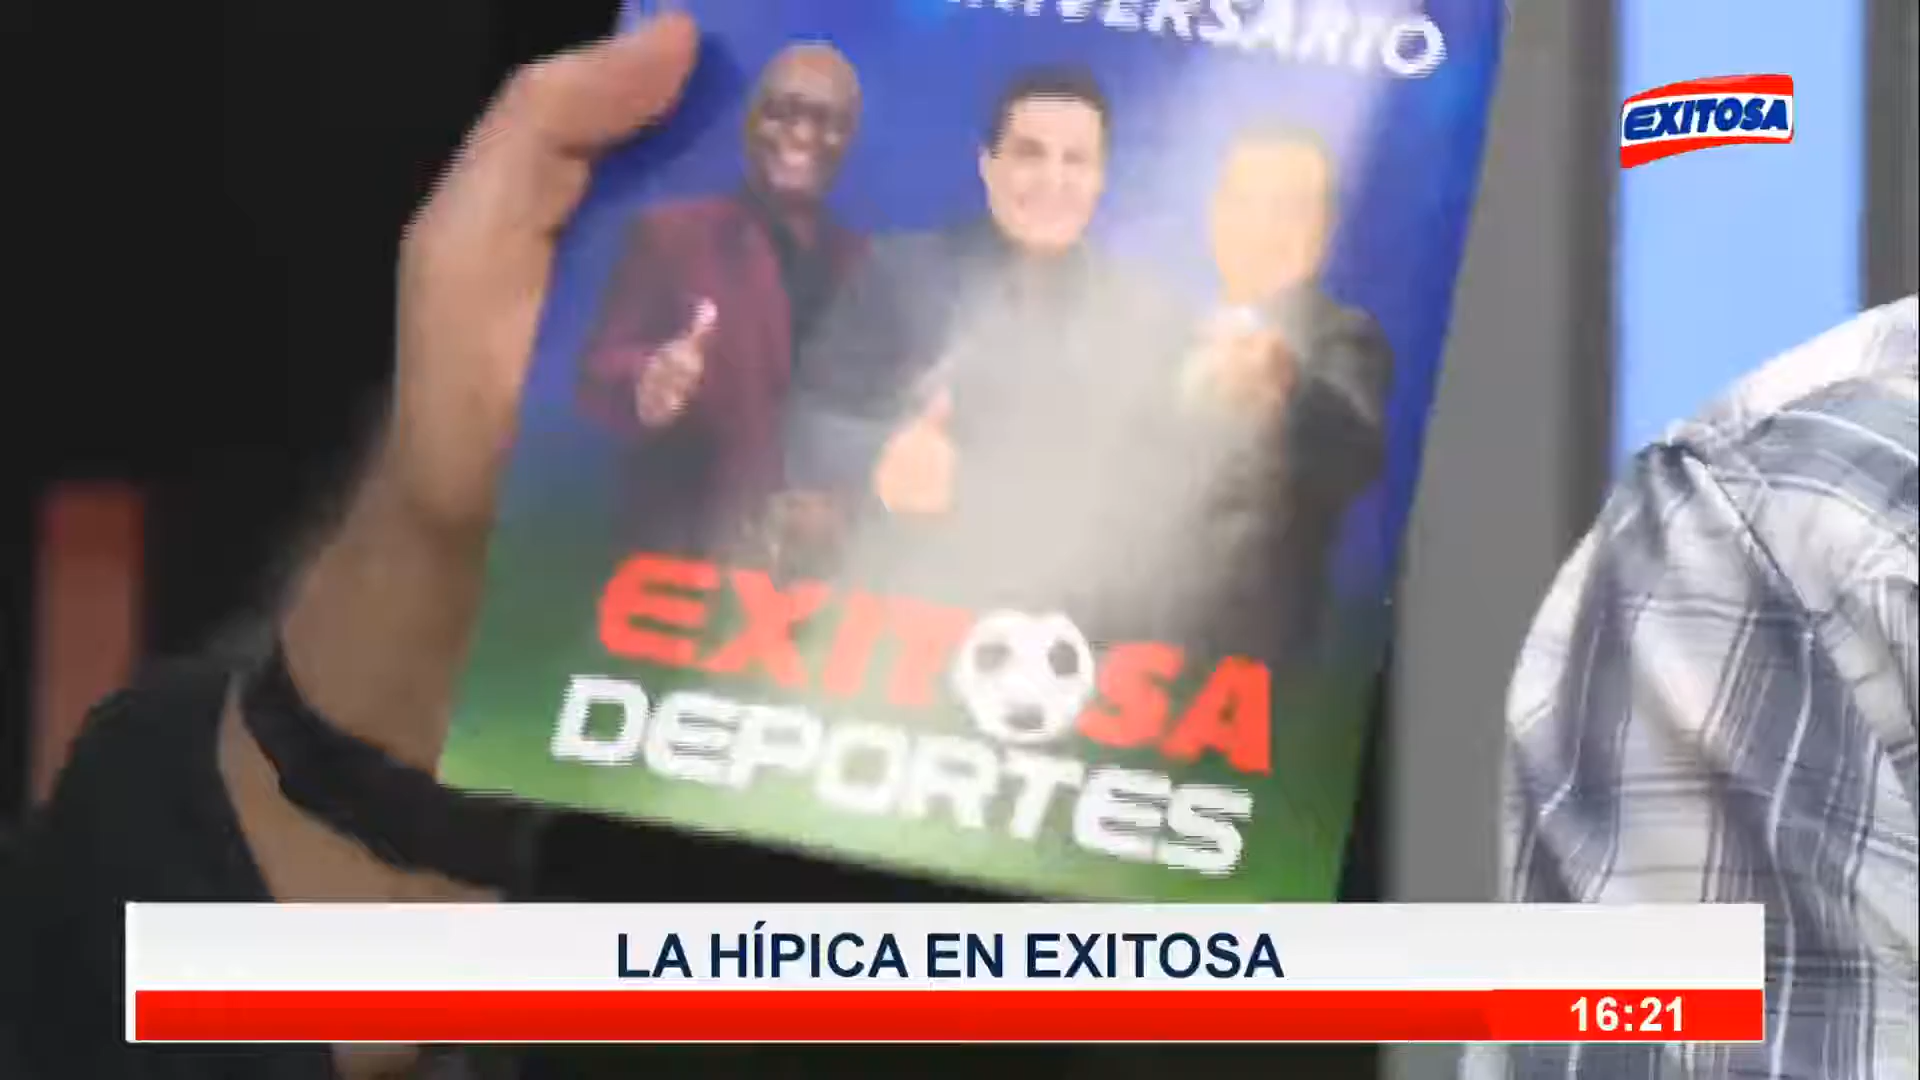 EXITOSA
EXITOSA
DEPORTES
LA HÍPICA EN EXITOSA
16:21